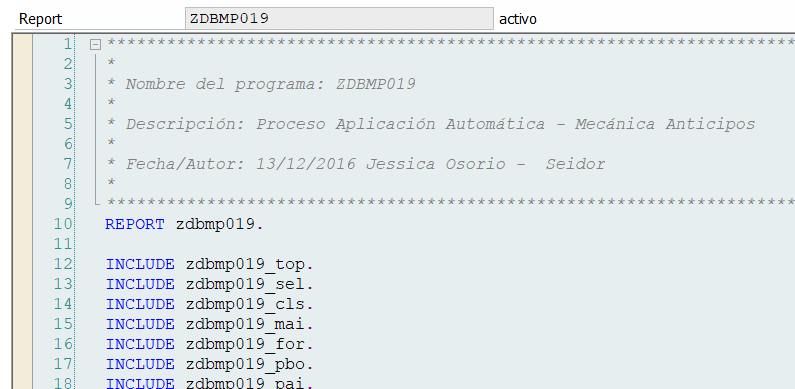 Report ZDBMP019 activo
1 *********************************************************************
2 *
3 * Nombre del programa: ZDBMP019
4 *
5 * Descripción: Proceso Aplicación Automática - Mecánica Anticipos
6 *
7 * Fecha/Autor: 13/12/2016 Jessica Osorio -  Seidor
8 *
9 *********************************************************************
10 REPORT zdbmp019.
11
12 INCLUDE zdbmp019_top.
13 INCLUDE zdbmp019_sel.
14 INCLUDE zdbmp019_cls.
15 INCLUDE zdbmp019_mai.
16 INCLUDE zdbmp019_for.
17 INCLUDE zdbmp019_pbo.
18 INCLUDE zdbmp019_pai.